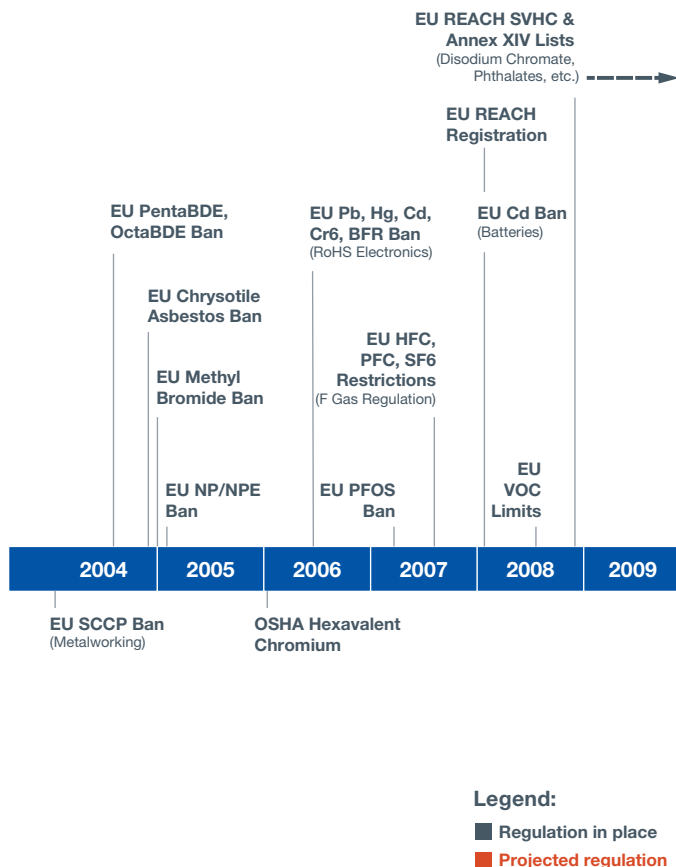 EU REACH SVHC &
Annex XIV Lists
(Disodium Chromate,
Phthalates, etc.)
EU REACH
Registration
EU PentaBDE,
OctaBDE Ban
EU Pb, Hg, Cd,
Cr6, BFR Ban
(RoHS Electronics)
EU Cd Ban
(Batteries)
EU Chrysotile
Asbestos Ban
EU HFC,
PFC, SF6
Restrictions
(F Gas Regulation)
EU Methyl
Bromide Ban
EU NP/NPE
Ban
EU PFOS
Ban
EU
VOC
Limits
2004 2005 2006 2007 2008 2009
EU SCCP Ban
(Metalworking)
OSHA Hexavalent
Chromium
Legend:
Regulation in place
Projected regulation